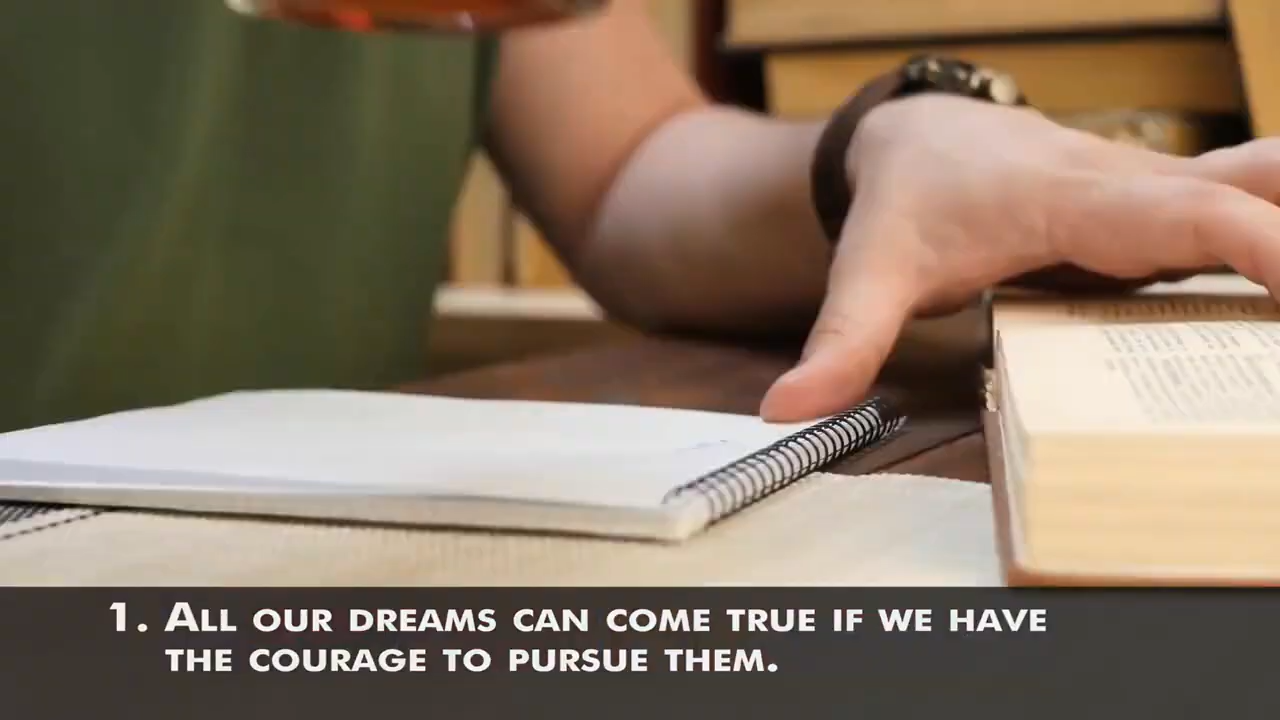 1. All our dreams can come true if we have
the courage to pursue them.